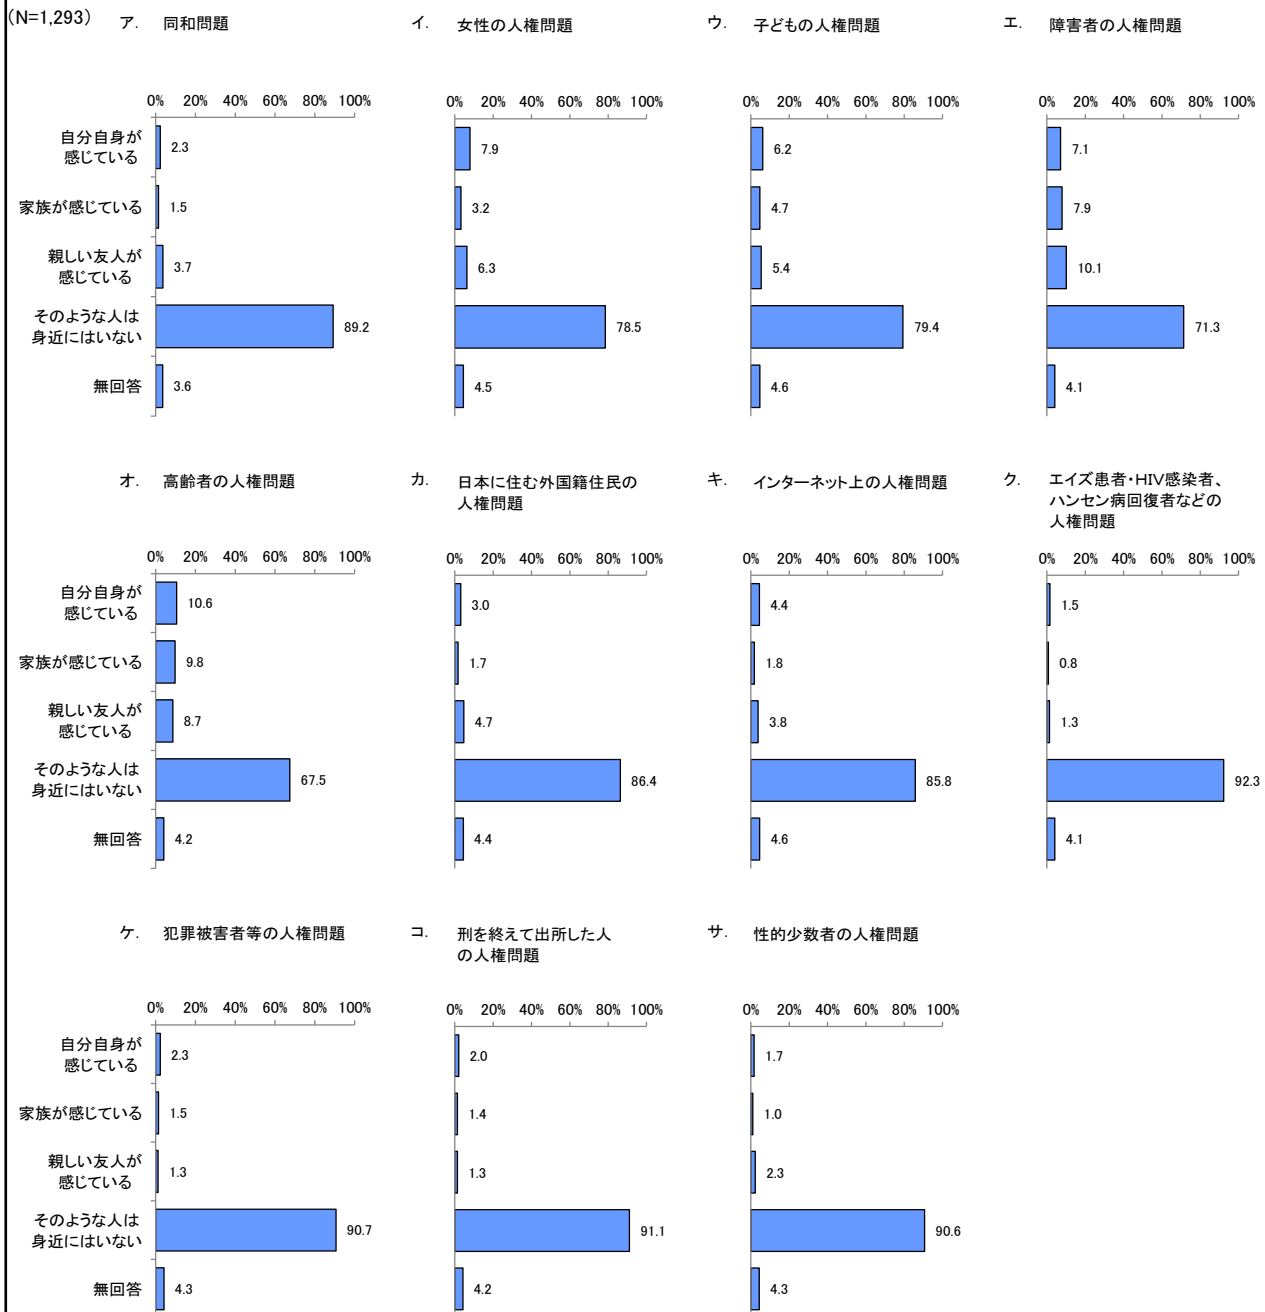 (N=1,293)
ア. 同和問題
0% 20% 40% 60% 80% 100%
自分自身が
感じている
2.3
家族が感じている
1.5
親しい友人が
感じている
3.7
そのような人は
身近にはいない
89.2
無回答
3.6
イ. 女性の人権問題
0% 20% 40% 60% 80% 100%
7.9
3.2
6.3
78.5
4.5
ウ. 子どもの人権問題
0% 20% 40% 60% 80% 100%
6.2
4.7
5.4
79.4
4.6
エ. 障害者の人権問題
0% 20% 40% 60% 80% 100%
7.1
7.9
10.1
71.3
4.1
オ. 高齢者の人権問題
0% 20% 40% 60% 80% 100%
自分自身が
感じている
10.6
家族が感じている
9.8
親しい友人が
感じている
8.7
そのような人は
身近にはいない
67.5
無回答
4.2
カ. 日本に住む外国籍住民の
人権問題
0% 20% 40% 60% 80% 100%
3.0
1.7
4.7
86.4
4.4
キ. インターネット上の人権問題
0% 20% 40% 60% 80% 100%
4.4
1.8
3.8
85.8
4.6
ク. エイズ患者・HIV感染者、
ハンセン病回復者などの
人権問題
0% 20% 40% 60% 80% 100%
1.5
0.8
1.3
92.3
4.1
ケ. 犯罪被害者等の人権問題
0% 20% 40% 60% 80% 100%
自分自身が
感じている
2.3
家族が感じている
1.5
親しい友人が
感じている
1.3
そのような人は
身近にはいない
90.7
無回答
4.3
コ. 刑を終えて出所した人
の人権問題
0% 20% 40% 60% 80% 100%
2.0
1.4
1.3
91.1
4.2
サ. 性的少数者の人権問題
0% 20% 40% 60% 80% 100%
1.7
1.0
2.3
90.6
4.3